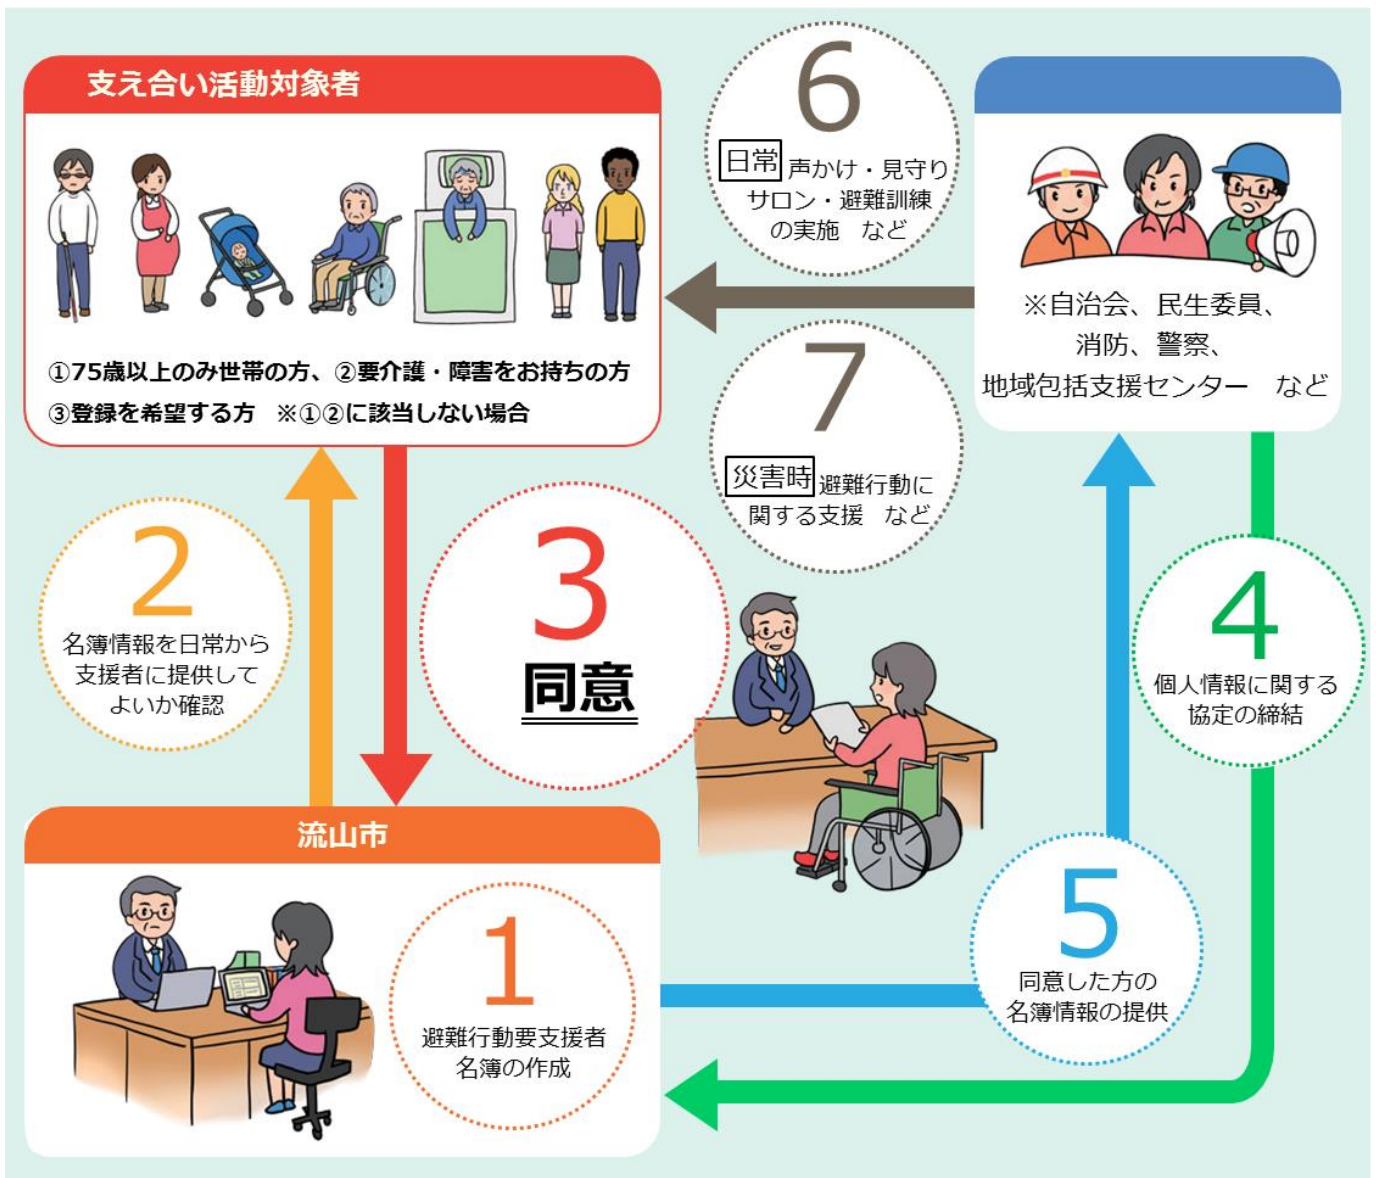 支え合い活動対象者
①75歳以上のみ世帯の方、②要介護・障害をお持ちの方
③登録を希望する方　※①②に該当しない場合
6
日常 声かけ・見守り
サロン・避難訓練
の実施　など
※自治会、民生委員、
消防、警察、
地域包括支援センター　など
7
災害時 避難行動に
関する支援　など
2
名簿情報を日常から
支援者に提供して
よいか確認
3
同意
4
個人情報に関する
協定の締結
流山市
1
避難行動要支援者
名簿の作成
5
同意した方の
名簿情報の提供